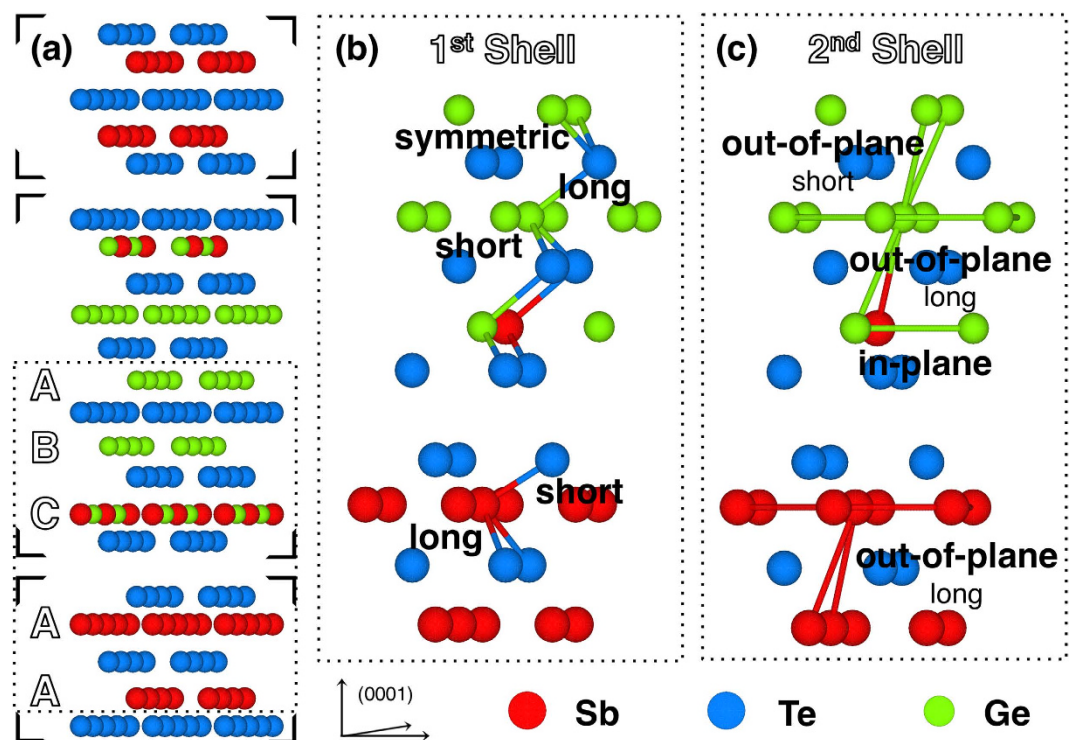 (a)
A
B
C
A
A
(b)
1st Shell
symmetric
long
short
short
long
(c)
2nd Shell
out-of-plane
short
out-of-plane
long
in-plane
out-of-plane
long
(0001)
Sb
Te
Ge